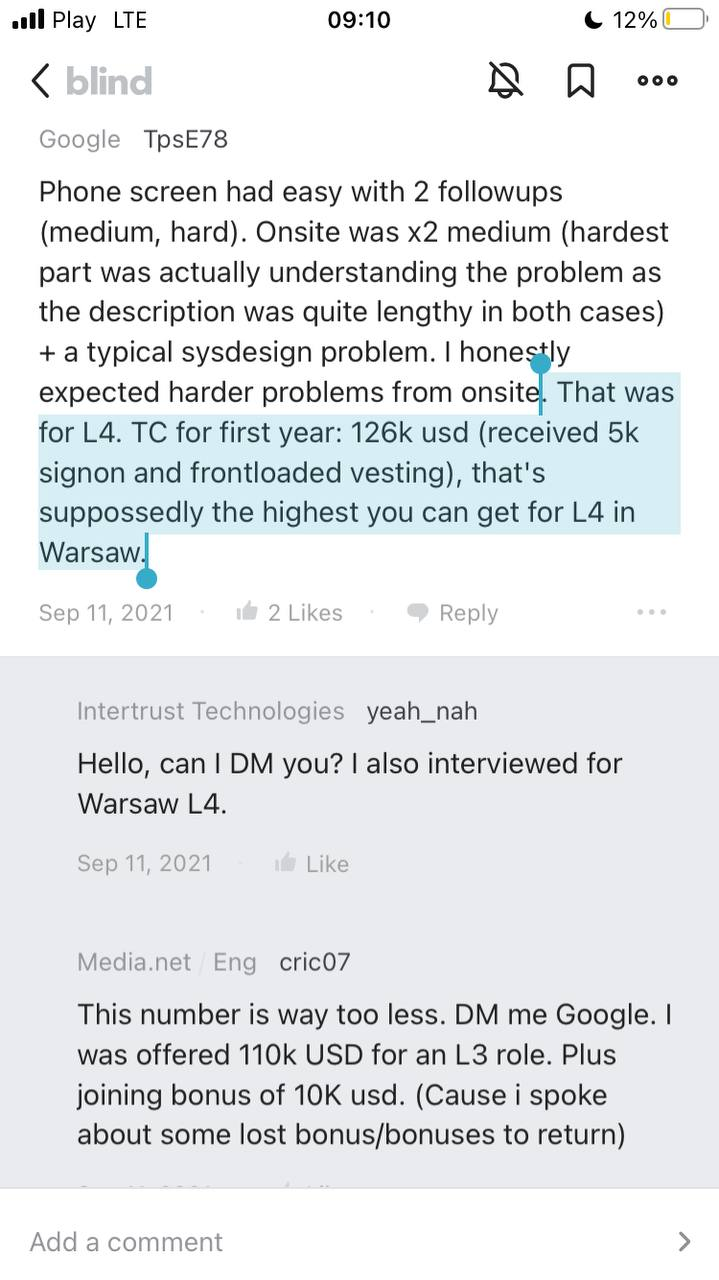 Play LTE 09:10 12%
blind
Google TpsE78
Phone screen had easy with 2 followups
(medium, hard). Onsite was x2 medium (hardest
part was actually understanding the problem as
the description was quite lengthy in both cases)
+ a typical sysdesign problem. I honestly
expected harder problems from onsite. That was
for L4. TC for first year: 126k usd (received 5k
signon and frontloaded vesting), that's
suppossedly the highest you can get for L4 in
Warsaw.
Sep 11, 2021 · 2 Likes · Reply
Intertrust Technologies yeah_nah
Hello, can I DM you? I also interviewed for
Warsaw L4.
Sep 11, 2021 · Like
Media.net / Eng cric07
This number is way too less. DM me Google. I
was offered 110k USD for an L3 role. Plus
joining bonus of 10K usd. (Cause i spoke
about some lost bonus/bonuses to return)
Add a comment